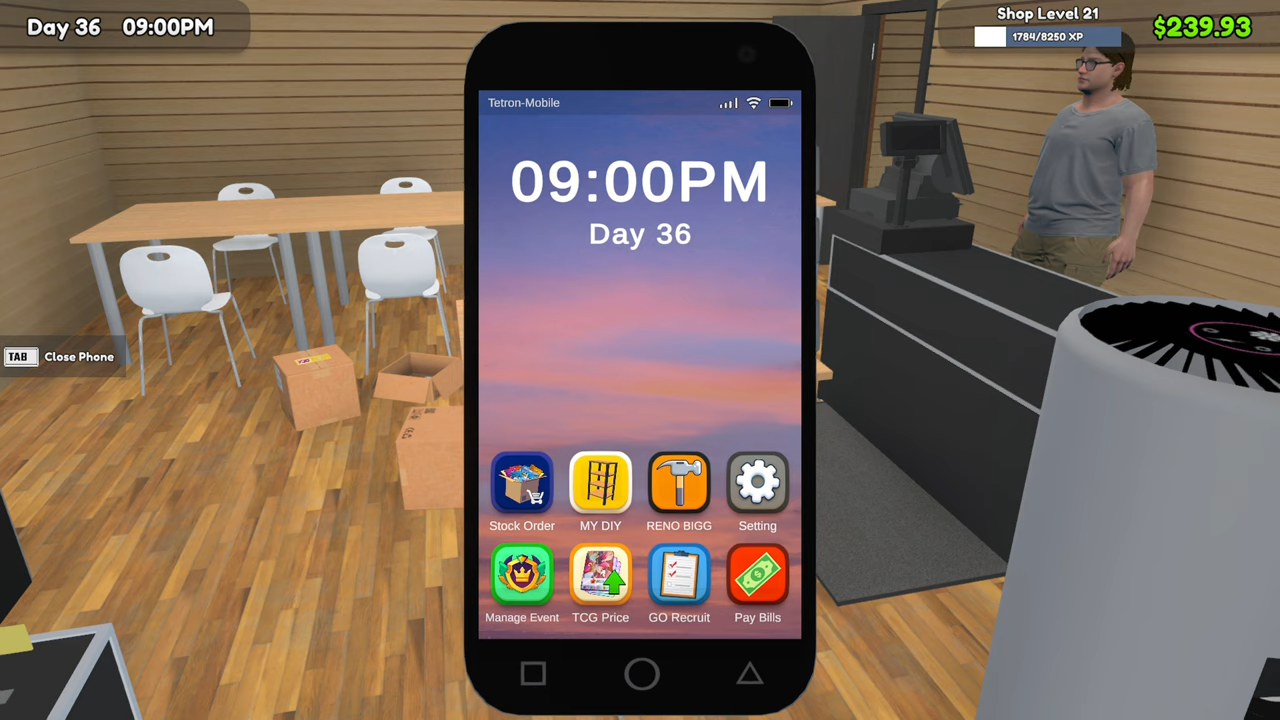 Day 36 09:00PM
Shop Level 21
1784/8250 XP
$239.93
Tetron-Mobile
09:00PM
Day 36
TAB Close Phone
Stock Order MY DIY RENO BIGG Setting
Manage Event TCG Price GO Recruit Pay Bills